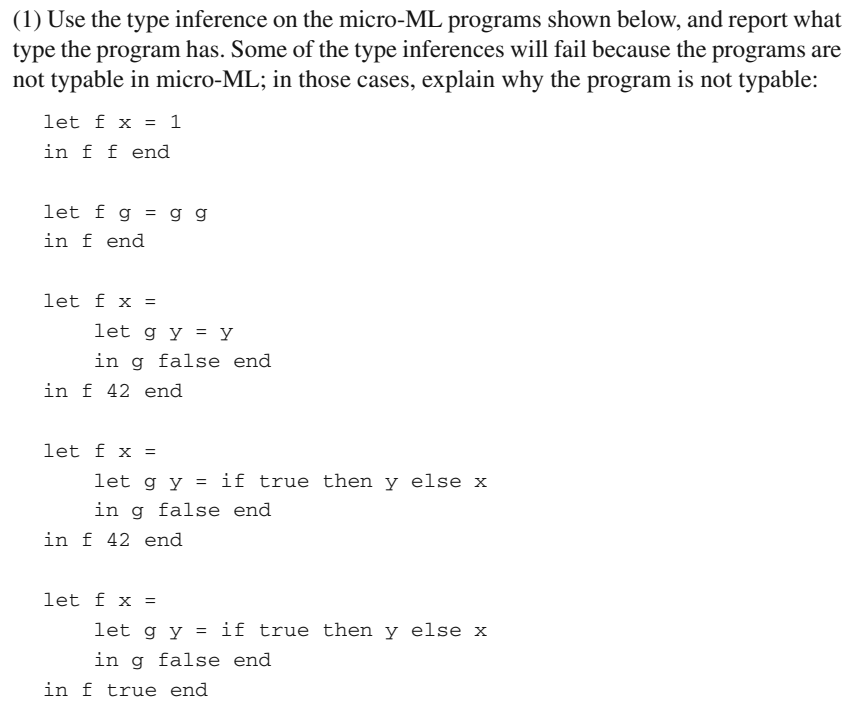 (1) Use the type inference on the micro-ML programs shown below, and report what
type the program has. Some of the type inferences will fail because the programs are
not typable in micro-ML; in those cases, explain why the program is not typable:
let f x = 1
in f f end
let f g = g g
in f end
let f x =
let g y = y
in g false end
in f 42 end
let f x =
let g y = if true then y else x
in g false end
in f 42 end
let f x =
let g y = if true then y else x
in g false end
in f true end